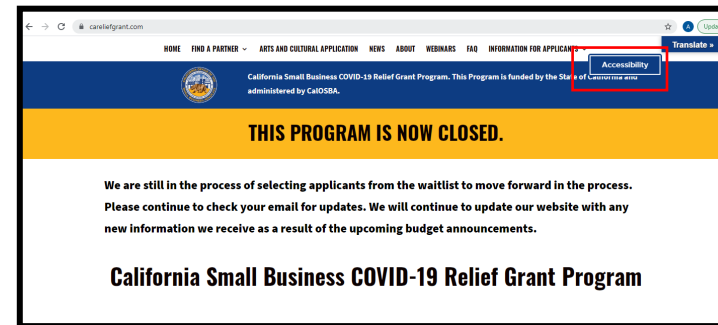 careliefgrant.com
A
HOME FIND A PARTNER ARTS AND CULTURAL APPLICATION NEWS ABOUT WEBINARS FAQ INFORMATION FOR APPLICANTS
Translate »
Accessibility
California Small Business COVID-19 Relief Grant Program. This Program is funded by the State of California and
administered by CalOSBA.
THIS PROGRAM IS NOW CLOSED.
We are still in the process of selecting applicants from the waitlist to move forward in the process.
Please continue to check your email for updates. We will continue to update our website with any
new information we receive as a result of the upcoming budget announcements.
California Small Business COVID-19 Relief Grant Program